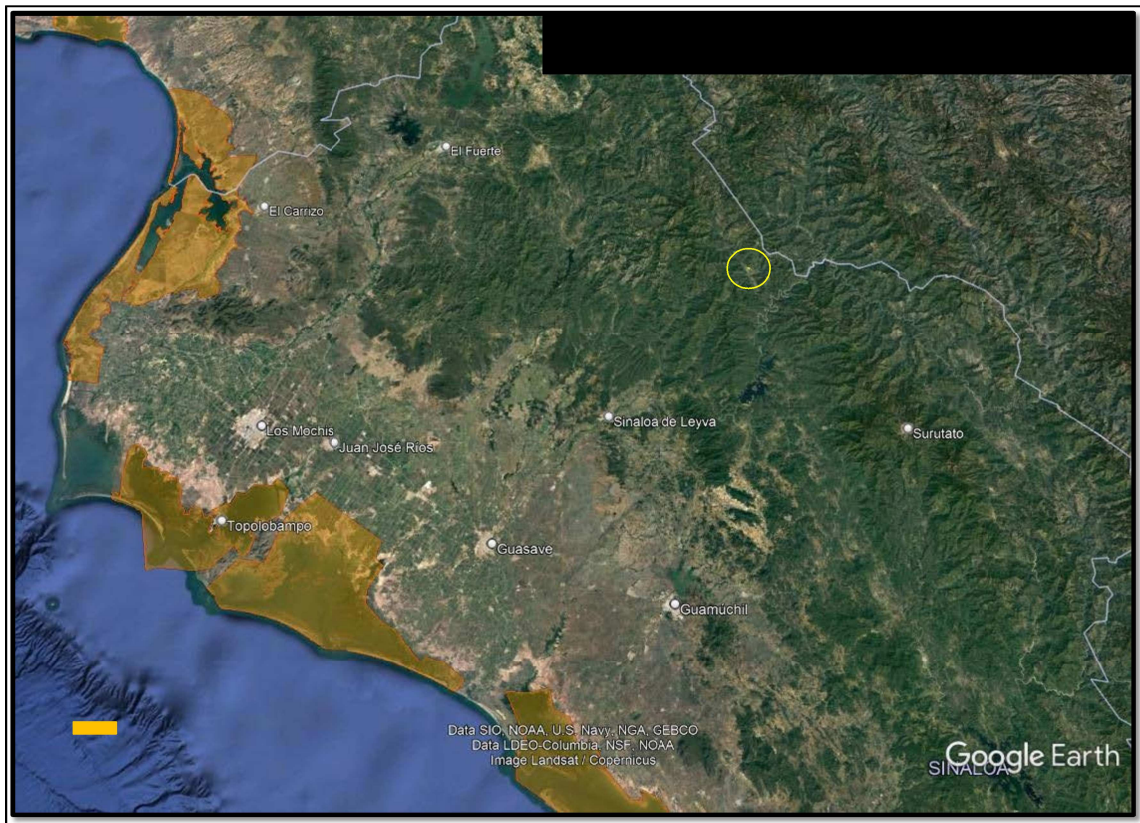 El Fuerte
El Carrizo
Sinaloa de Leyva
Los Mochis
Surutato
Juan José Ríos
Topolobampo
Guasave
Guamúchil
Data SIO, NOAA, U.S. Navy, NGA, GEBCO
Data LDEO-Columbia, NSF, NOAA
Image Landsat / Copernicus
Google Earth
SINALOA